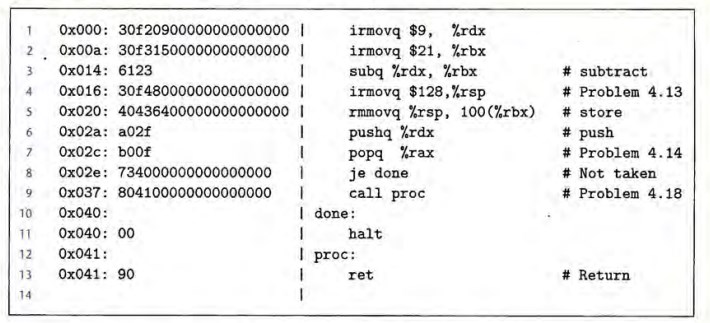 1 0x000: 30f20900000000000000 | irmovq $9, %rdx
2 0x00a: 30f31500000000000000 | irmovq $21, %rbx
3 0x014: 6123 | subq %rdx, %rbx # subtract
4 0x016: 30f48000000000000000 | irmovq $128,%rsp # Problem 4.13
5 0x020: 40436400000000000000 | rmmovq %rsp, 100(%rbx) # store
6 0x02a: a02f | pushq %rdx # push
7 0x02c: b00f | popq %rax # Problem 4.14
8 0x02e: 734000000000000000 | je done # Not taken
9 0x037: 804100000000000000 | call proc # Problem 4.18
10 0x040: | done:
11 0x040: 00 | halt
12 0x041: | proc:
13 0x041: 90 | ret # Return
14 |